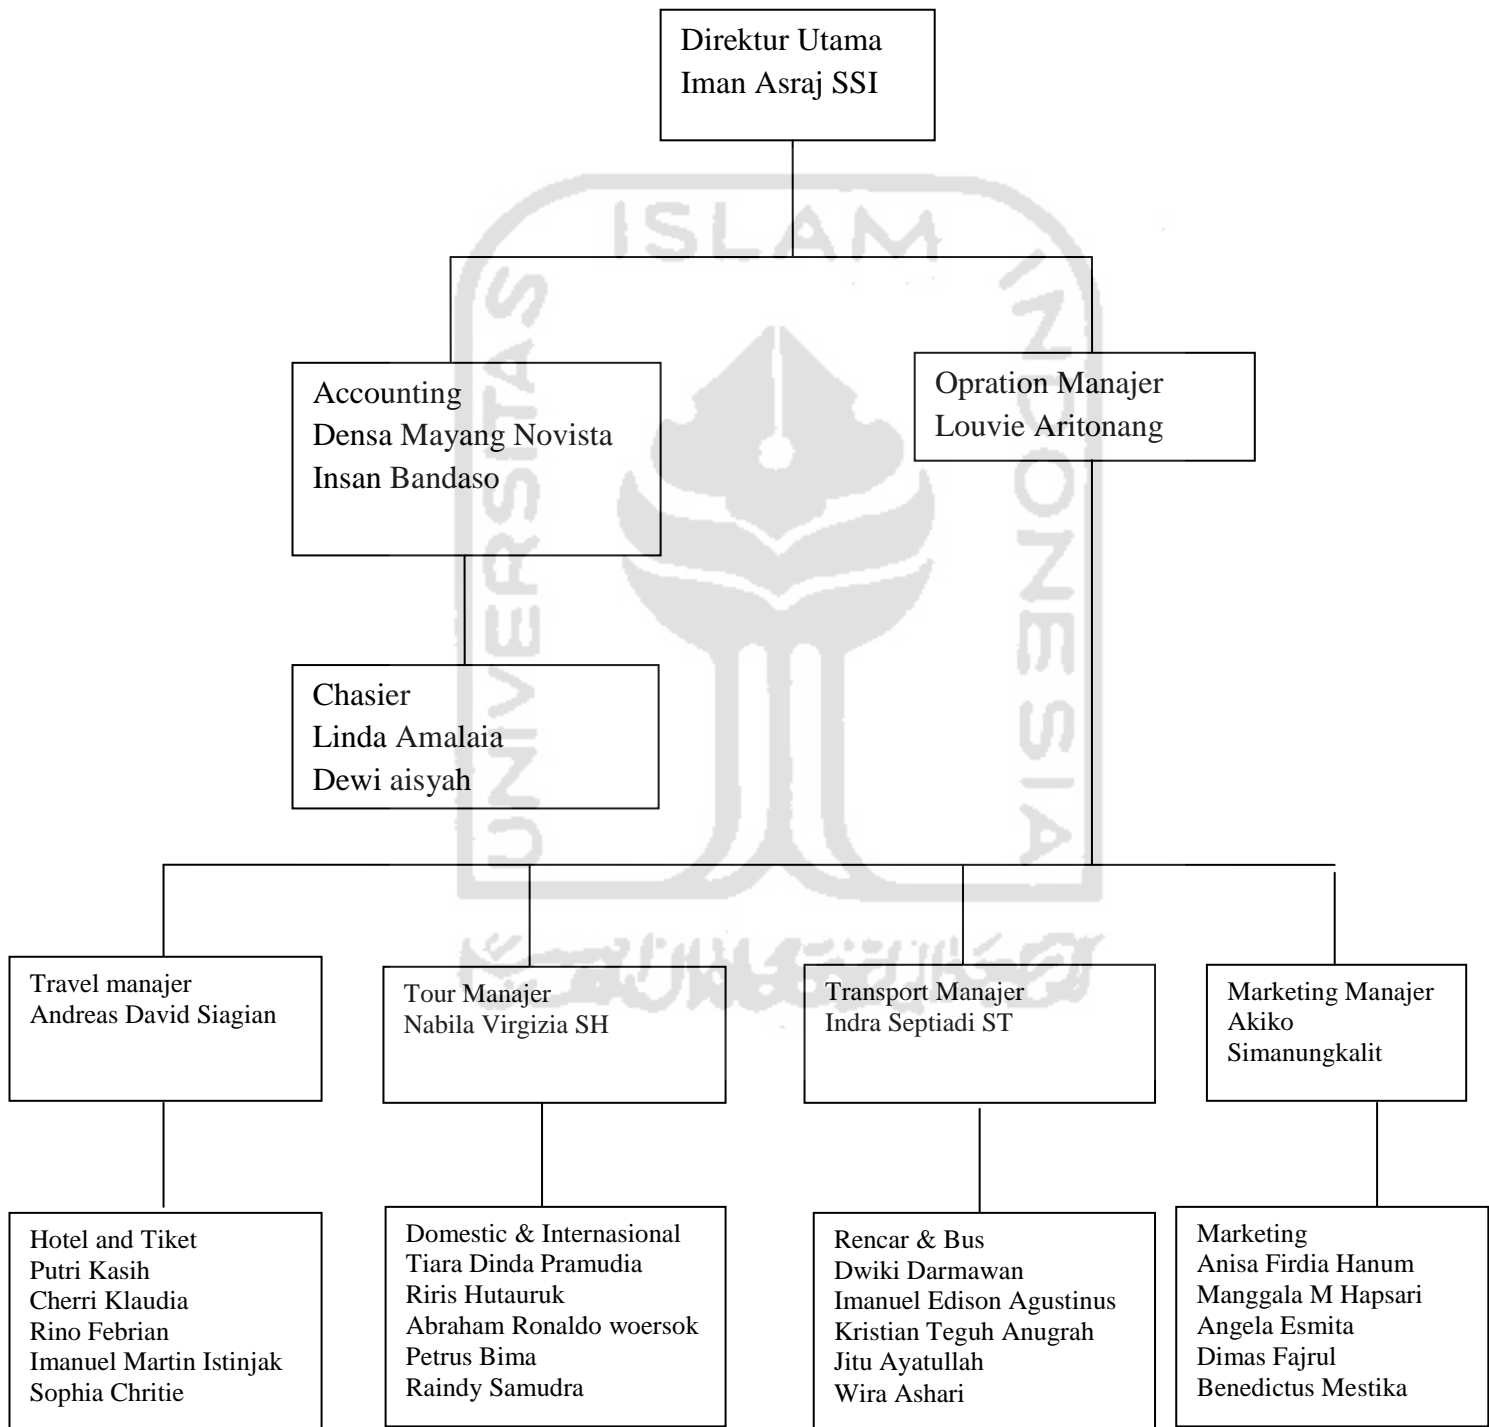 Direktur Utama
Iman Asraj SSI
UNIVERSITAS
ISLAM
INDONESIA
Accounting
Densa Mayang Novista
Insan Bandaso
Opration Manajer
Louvie Aritonang
Chasier
Linda Amalaia
Dewi aisyah
Travel manajer
Andreas David Siagian
Tour Manajer
Nabila Virgizia SH
Transport Manajer
Indra Septiadi ST
Marketing Manajer
Akiko
Simanungkalit
Hotel and Tiket
Putri Kasih
Cherri Klaudia
Rino Febrian
Imanuel Martin Istinjak
Sophia Chritie
Domestic & Internasional
Tiara Dinda Pramudia
Riris Hutauruk
Abraham Ronaldo woersok
Petrus Bima
Raindy Samudra
Rencar & Bus
Dwiki Darmawan
Imanuel Edison Agustinus
Kristian Teguh Anugrah
Jitu Ayatullah
Wira Ashari
Marketing
Anisa Firdia Hanum
Manggala M Hapsari
Angela Esmita
Dimas Fajrul
Benedictus Mestika